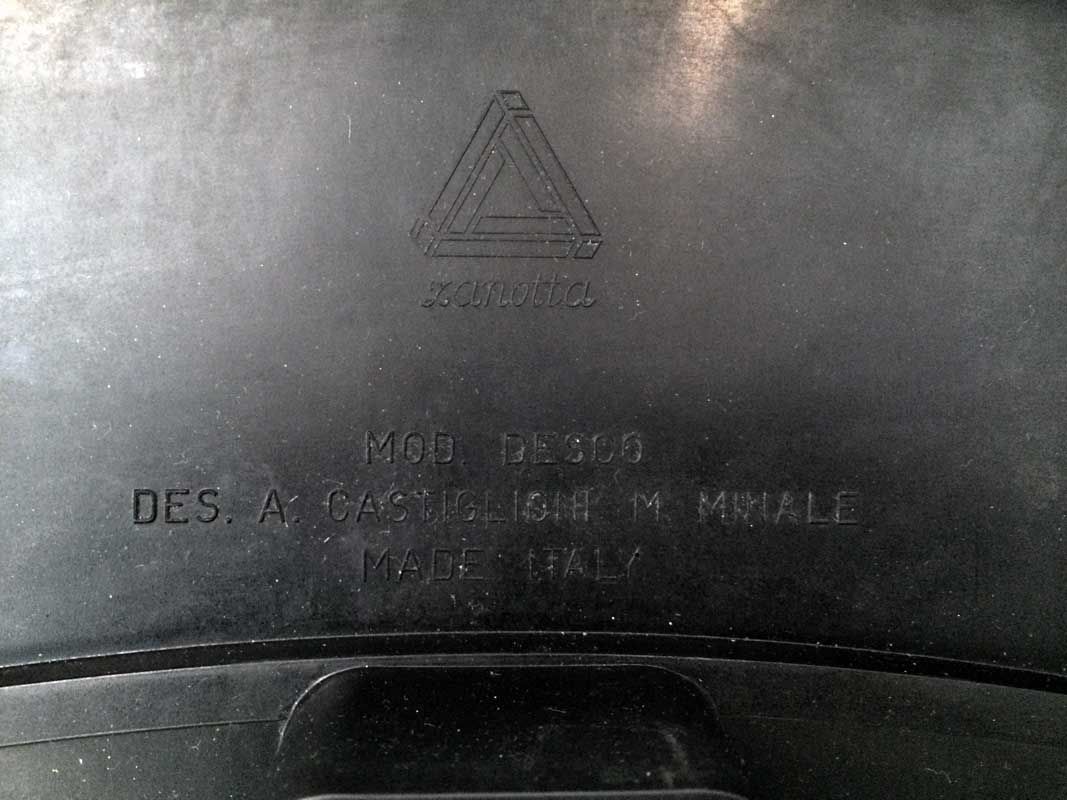 zanotta
MOD. DESCO
DES. A. CASTIGLIONI M. MINALE
MADE ITALY